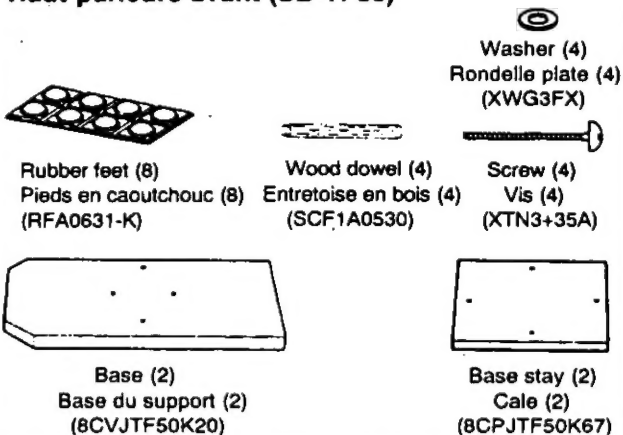 Washer (4)
Rondelle plate (4)
(XWG3FX)
Rubber feet (8)
Pieds en caoutchouc (8)
(RFA0631-K)
Wood dowel (4)
Entretoise en bois (4)
(SCF1A0530)
Screw (4)
Vis (4)
(XTN3+35A)
Base (2)
Base du support (2)
(8CVJTF50K20)
Base stay (2)
Cale (2)
(8CPJTF50K67)